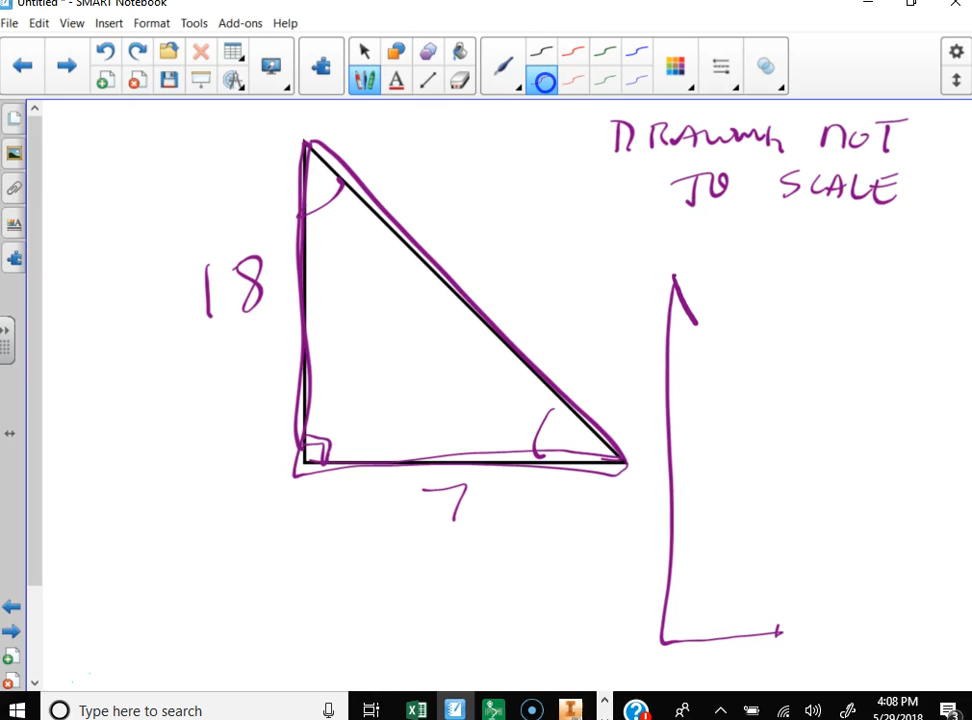 Untitled * - SMART Notebook
File Edit View Insert Format Tools Add-ons Help
DRAWING NOT
TO SCALE
18
7
Type here to search
4:08 PM
5/29/2018